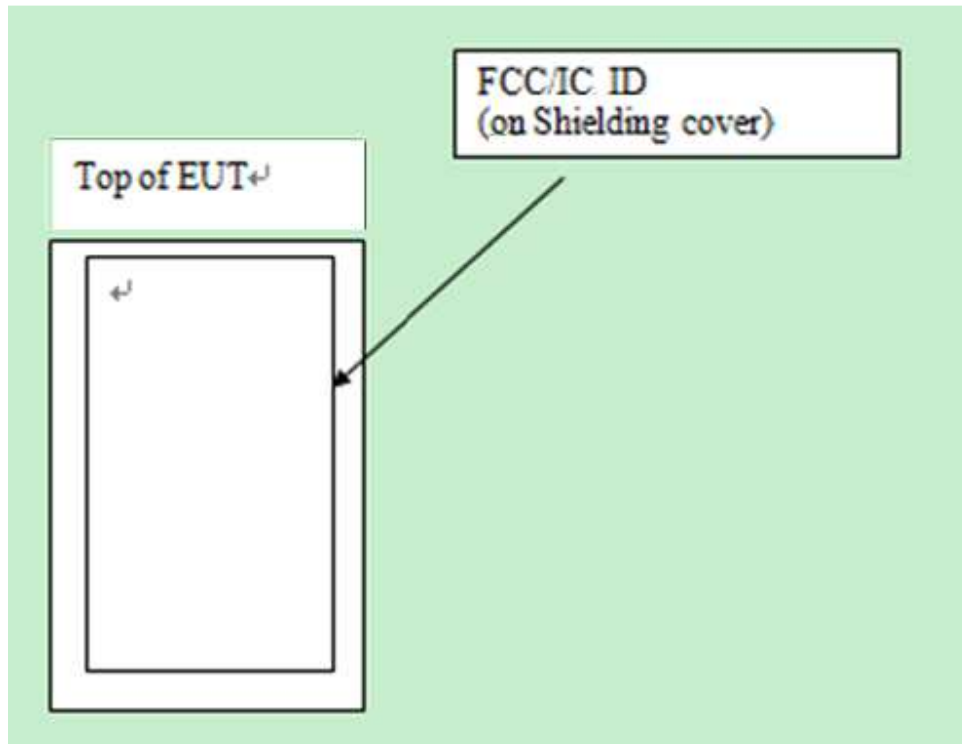 FCC/IC ID
(on Shielding cover)
Top of EUT↵
↵